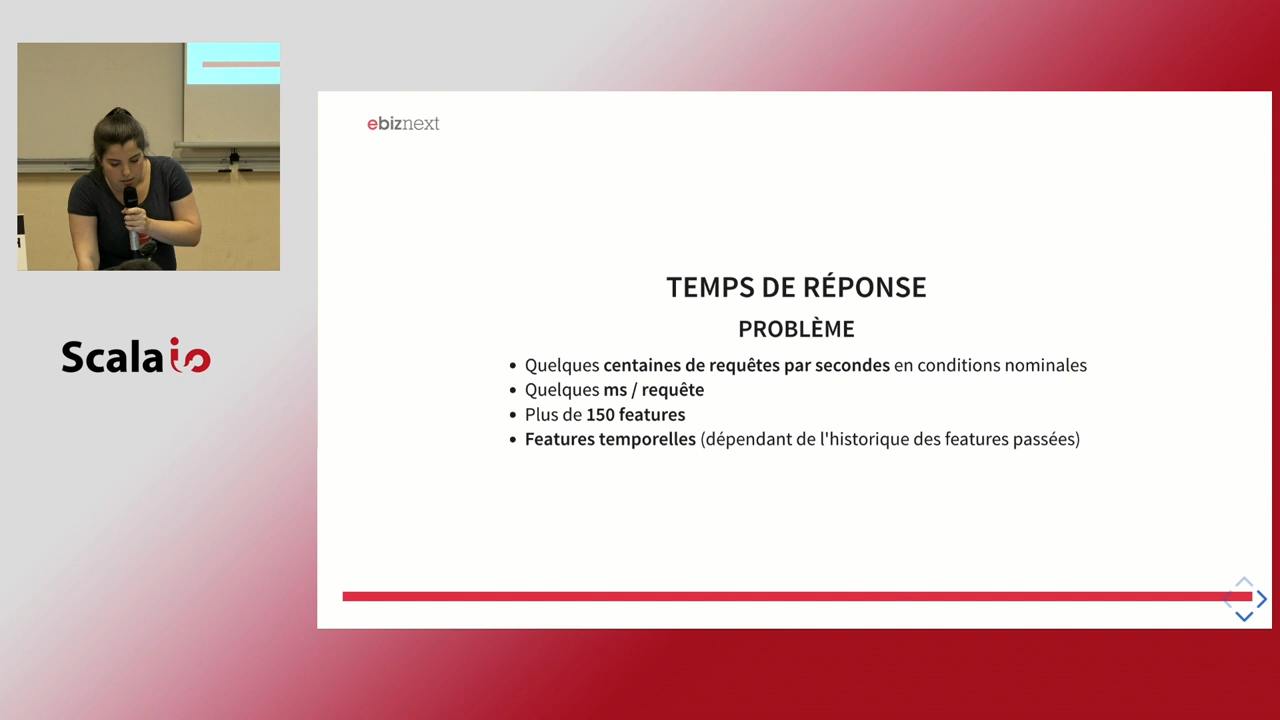 ebiznext
Scala io
TEMPS DE RÉPONSE
PROBLÈME
• Quelques centaines de requêtes par secondes en conditions nominales
• Quelques ms / requête
• Plus de 150 features
• Features temporelles (dépendant de l'historique des features passées)